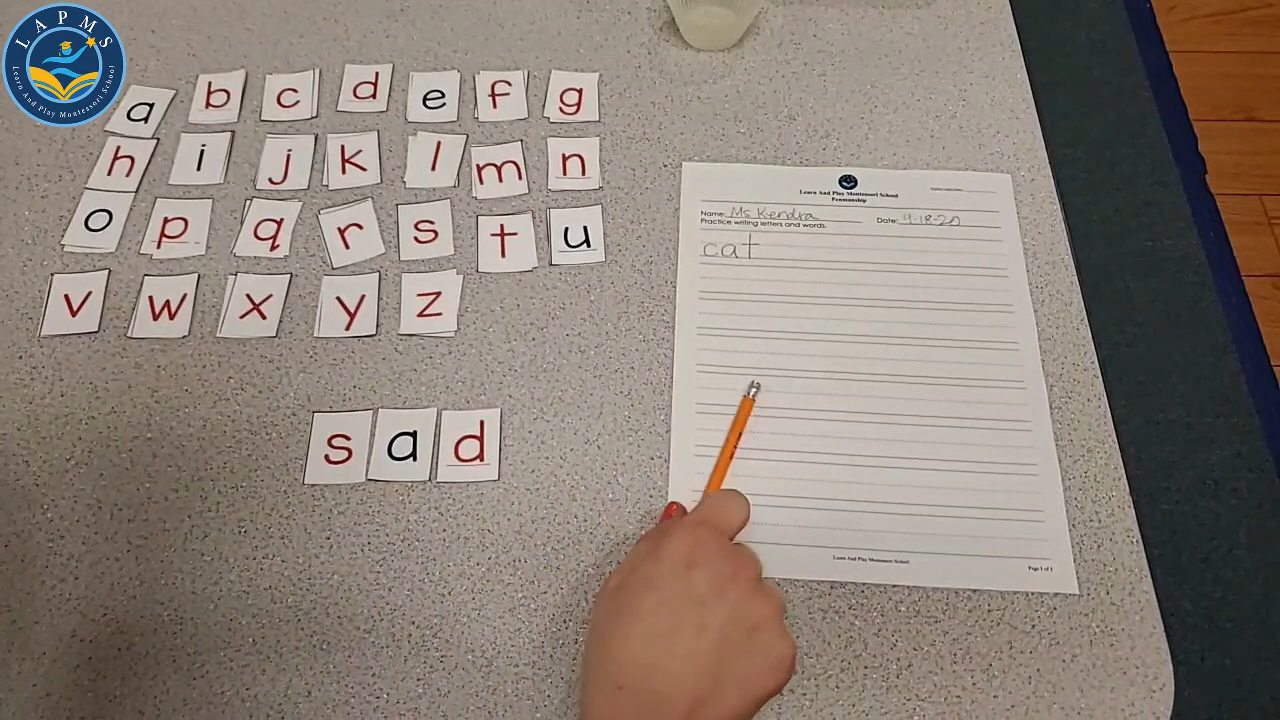 LAPMS
Learn And Play Montessori School
a b c d e f g
h i j k l m n
o p q r s t u
v w x y z
s a d
Learn And Play Montessori School
Penmanship
Name: Ms Kendra Date: 9-18-20
Practice writing letters and words.
cat
Learn And Play Montessori School
Page 1 of 1